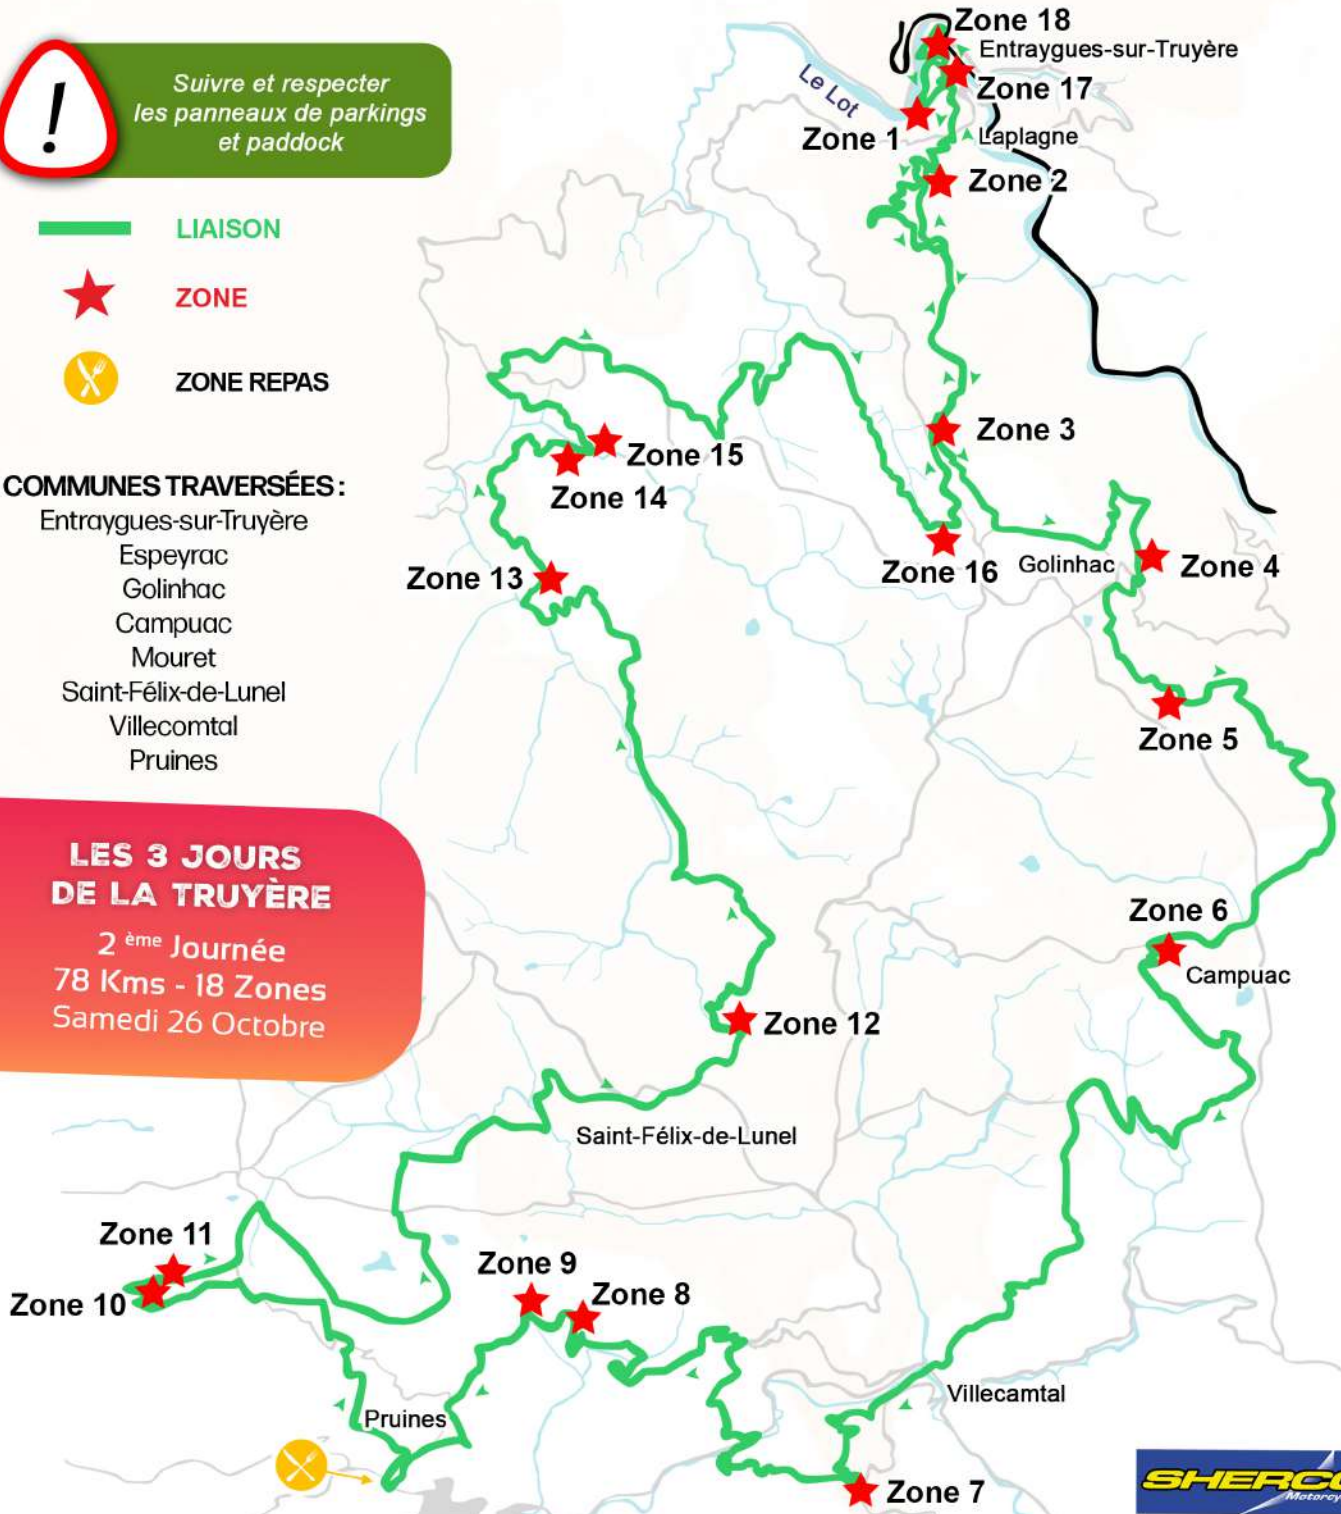 !
Suivre et respecter
les panneaux de parkings
et paddock
LIAISON
ZONE
ZONE REPAS
COMMUNES TRAVERSÉES :
Entraygues-sur-Truyère
Espeyrac
Golinhac
Campuac
Mouret
Saint-Félix-de-Lunel
Villecomtal
Pruines
LES 3 JOURS
DE LA TRUYÈRE
2 ème Journée
78 Kms - 18 Zones
Samedi 26 Octobre
Zone 18
Entraygues-sur-Truyère
Le Lot
Zone 17
Zone 1
Laplagne
Zone 2
Zone 3
Zone 15
Zone 14
Zone 13
Zone 16
Golinhac
Zone 4
Zone 5
Zone 6
Campuac
Zone 12
Saint-Félix-de-Lunel
Zone 11
Zone 10
Zone 9
Zone 8
Villecamtal
Pruines
Zone 7